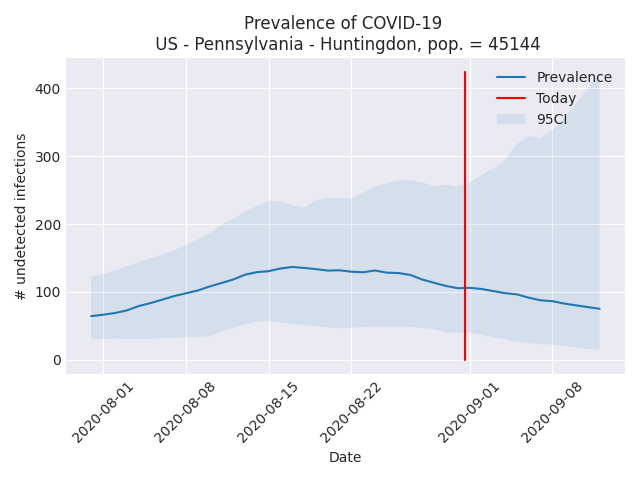 Prevalence of COVID-19
US - Pennsylvania - Huntingdon, pop. = 45144
Prevalence
Today
95CI
400
300
200
100
0
# undetected infections
2020-08-01
2020-08-08
2020-08-15
2020-08-22
2020-09-01
2020-09-08
Date